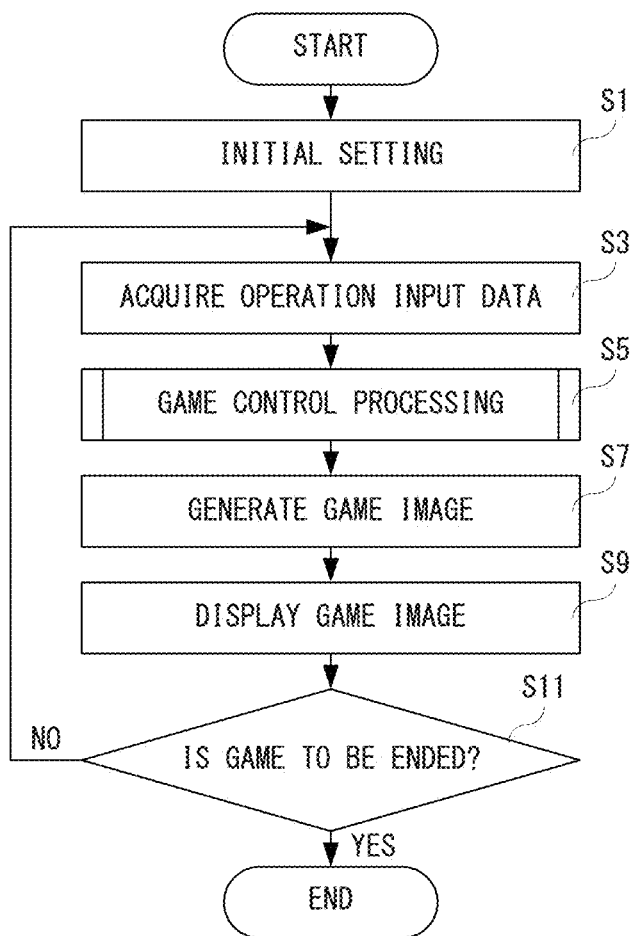 START
S1
INITIAL SETTING
S3
ACQUIRE OPERATION INPUT DATA
S5
GAME CONTROL PROCESSING
S7
GENERATE GAME IMAGE
S9
DISPLAY GAME IMAGE
S11
NO
IS GAME TO BE ENDED?
YES
END